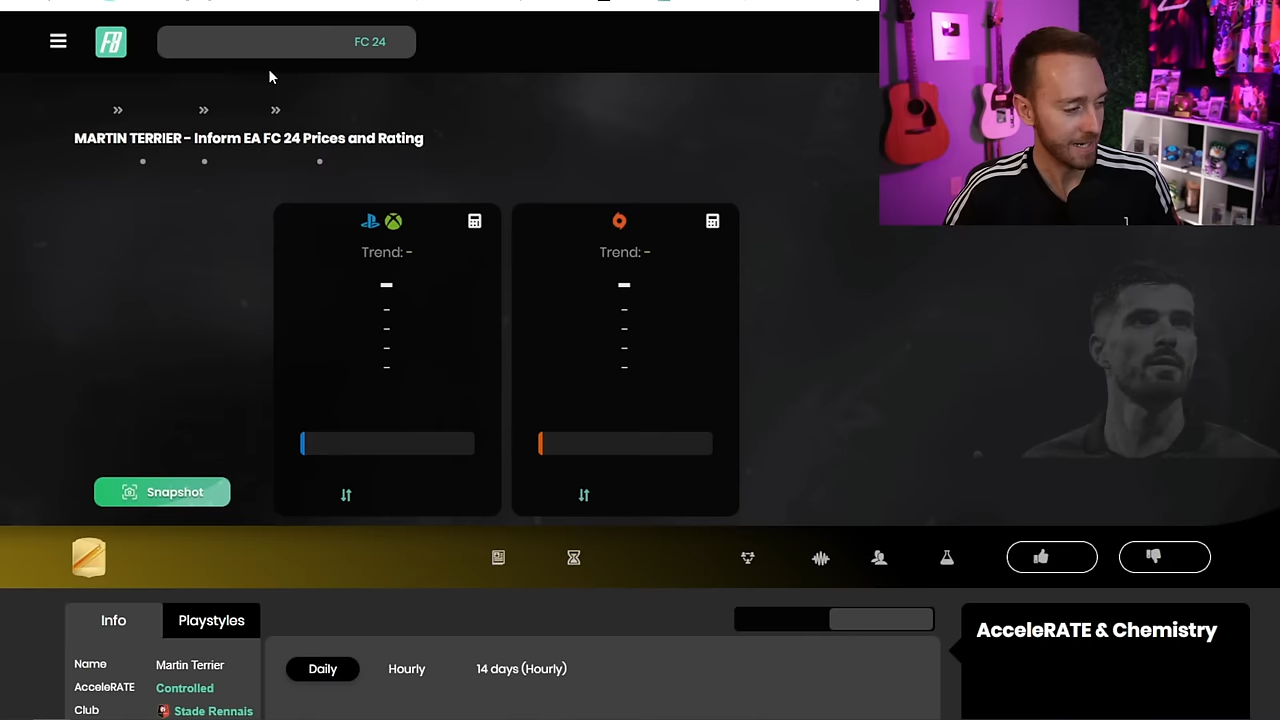 FB
FC 24
MARTIN TERRIER - Inform EA FC 24 Prices and Rating
Trend: -
Trend: -
Snapshot
Info
Playstyles
AcceleRATE & Chemistry
Name
Martin Terrier
Daily
Hourly
14 days (Hourly)
AcceleRATE
Controlled
Club
Stade Rennais